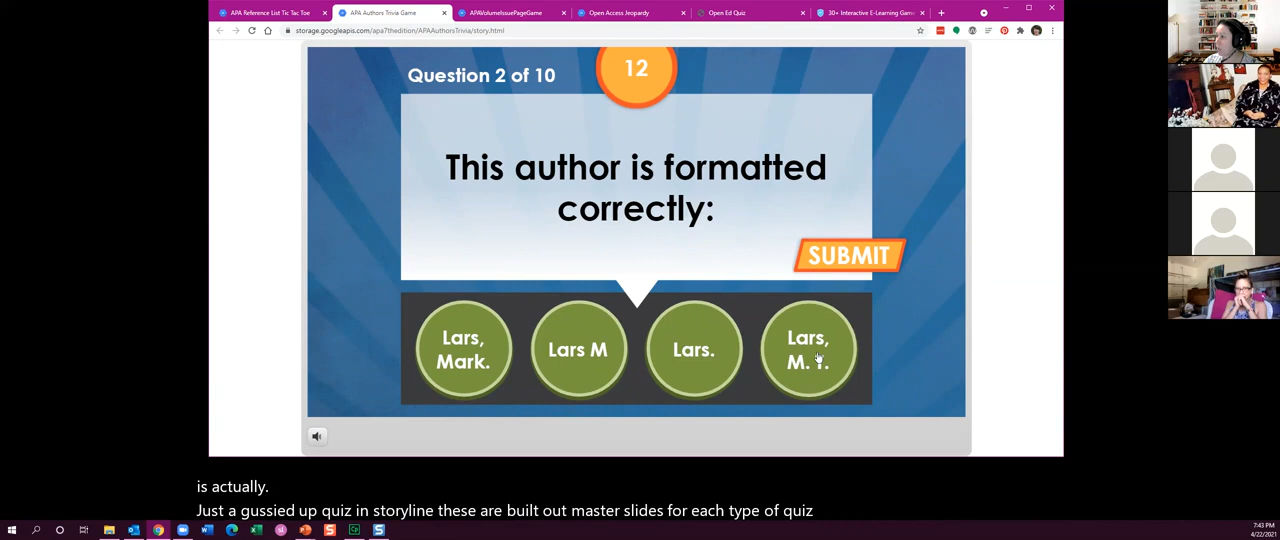 APA Reference List Tic Tac Toe
APA Authors Trivia Game
APAVolumeIssuePageGame
Open Access Jeopardy
Open Ed Quiz
30+ Interactive E-Learning Gam
storage.googleapis.com/apa7thedition/APAAuthorsTrivia/story.html
Question 2 of 10
12
This author is formatted
correctly:
SUBMIT
Lars,
Mark.
Lars M
Lars.
Lars,
M.
is actually.
Just a gussied up quiz in storyline these are built out master slides for each type of quiz
7:43 PM
4/22/2021